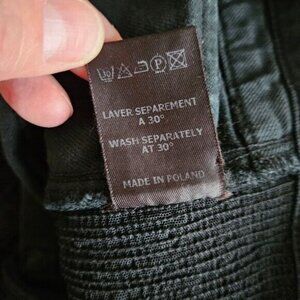 P
LAVER SEPAREMENT
A 30°
WASH SEPARATELY
AT 30°
MADE IN POLAND